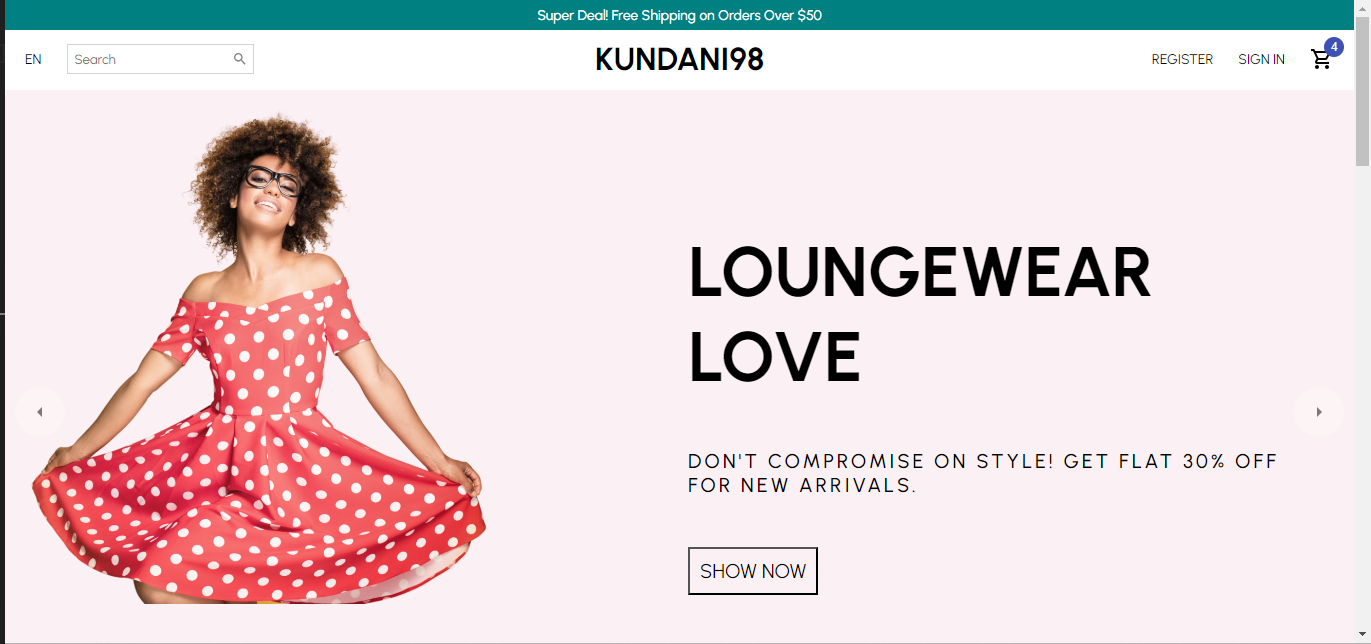 Super Deal! Free Shipping on Orders Over $50
EN
Search
KUNDANI98
REGISTER
SIGN IN
4
LOUNGEWEAR
LOVE
DON'T COMPROMISE ON STYLE! GET FLAT 30% OFF
FOR NEW ARRIVALS.
SHOW NOW